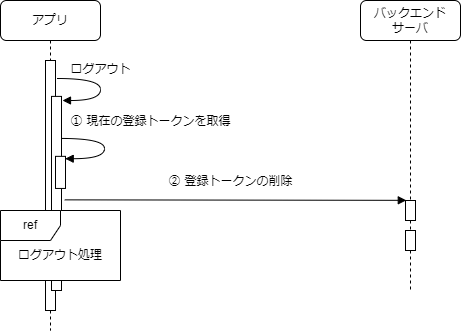 アプリ
バックエンド
サーバ
ログアウト
① 現在の登録トークンを取得
② 登録トークンの削除
ref
ログアウト処理